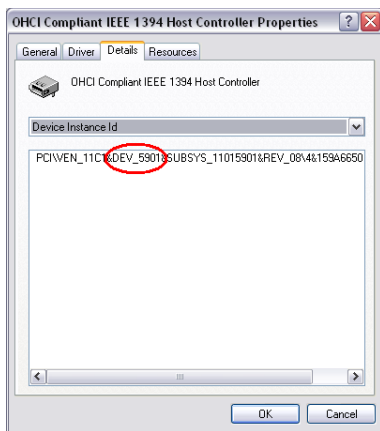 OHCI Compliant IEEE 1394 Host Controller Properties
General Driver Details Resources
OHCI Compliant IEEE 1394 Host Controller
Device Instance Id
PCI\VEN_11C1&DEV_5901&SUBSYS_11015901&REV_08\4&159A6650
OK Cancel